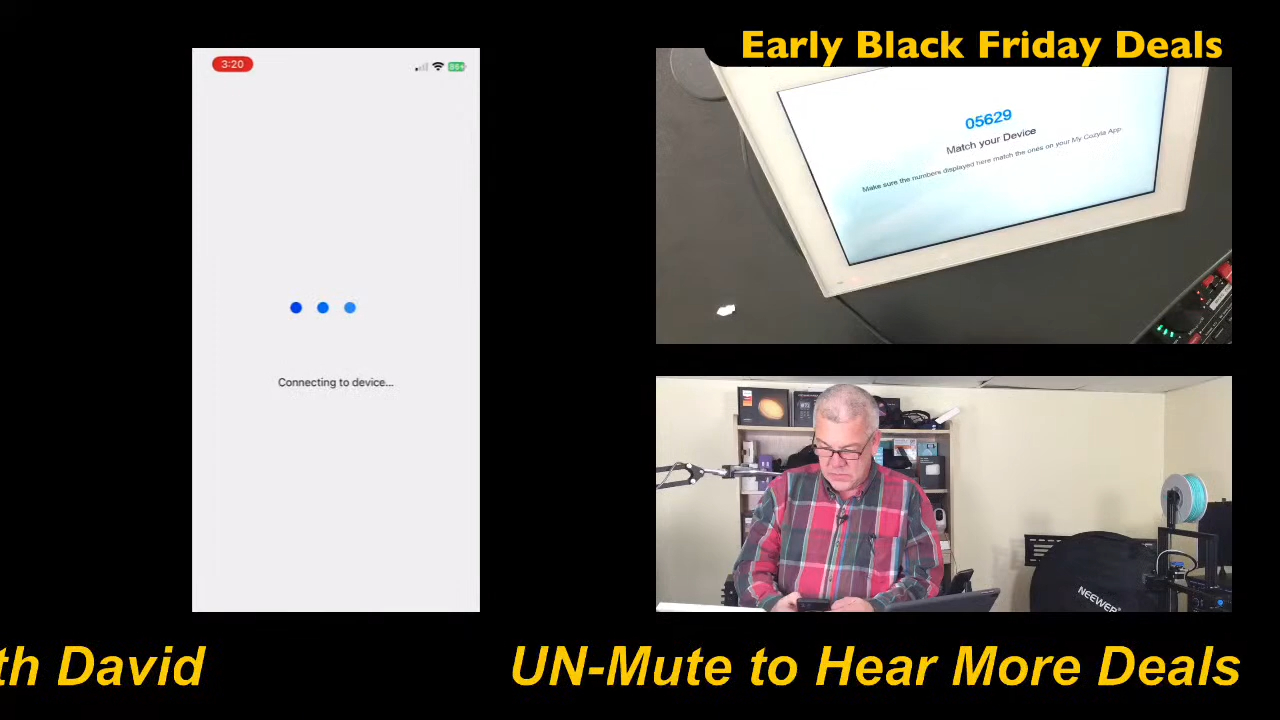 Early Black Friday Deals
3:20
86+
05629
Match your Device
Make sure the numbers displayed here match the ones on your My Cozyla App
Connecting to device...
NEEWER
th David
UN-Mute to Hear More Deals